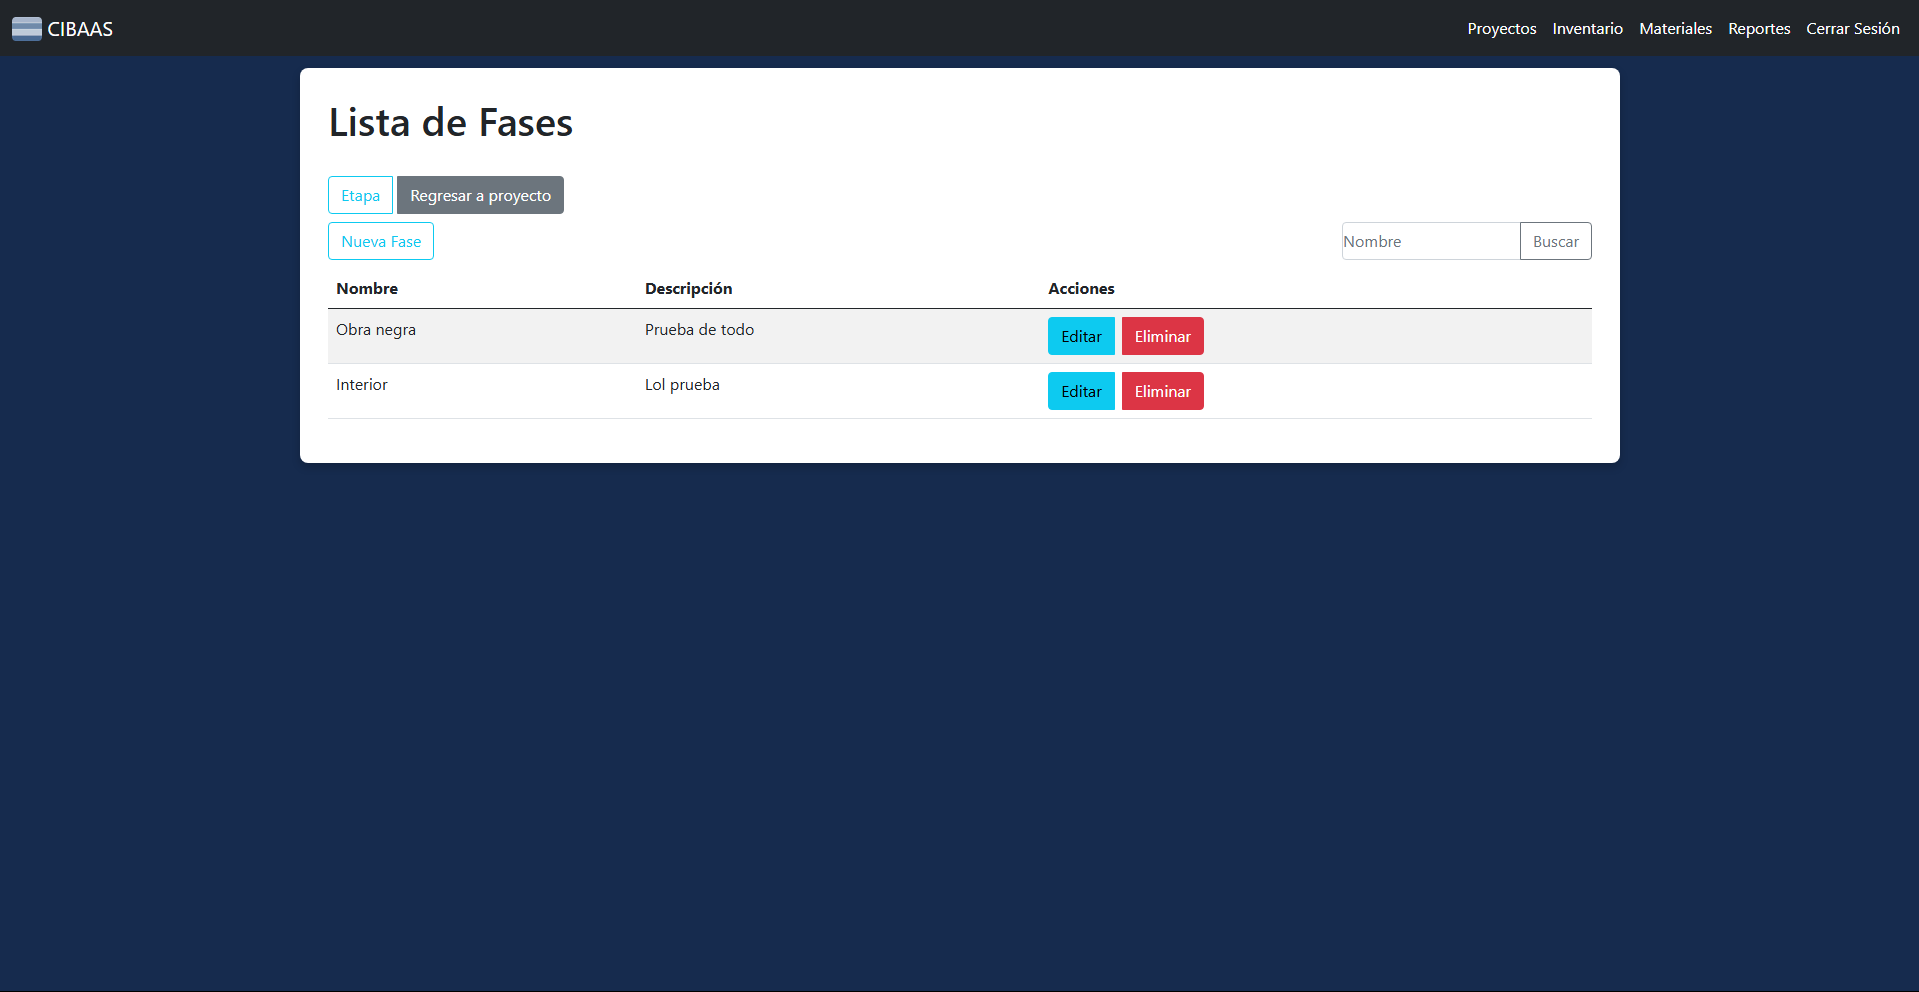 CIBAAS Proyectos Inventario Materiales Reportes Cerrar Sesión
Lista de Fases
Etapa Regresar a proyecto
Nueva Fase Nombre Buscar
Nombre Descripción Acciones
Obra negra Prueba de todo Editar Eliminar
Interior Lol prueba Editar Eliminar